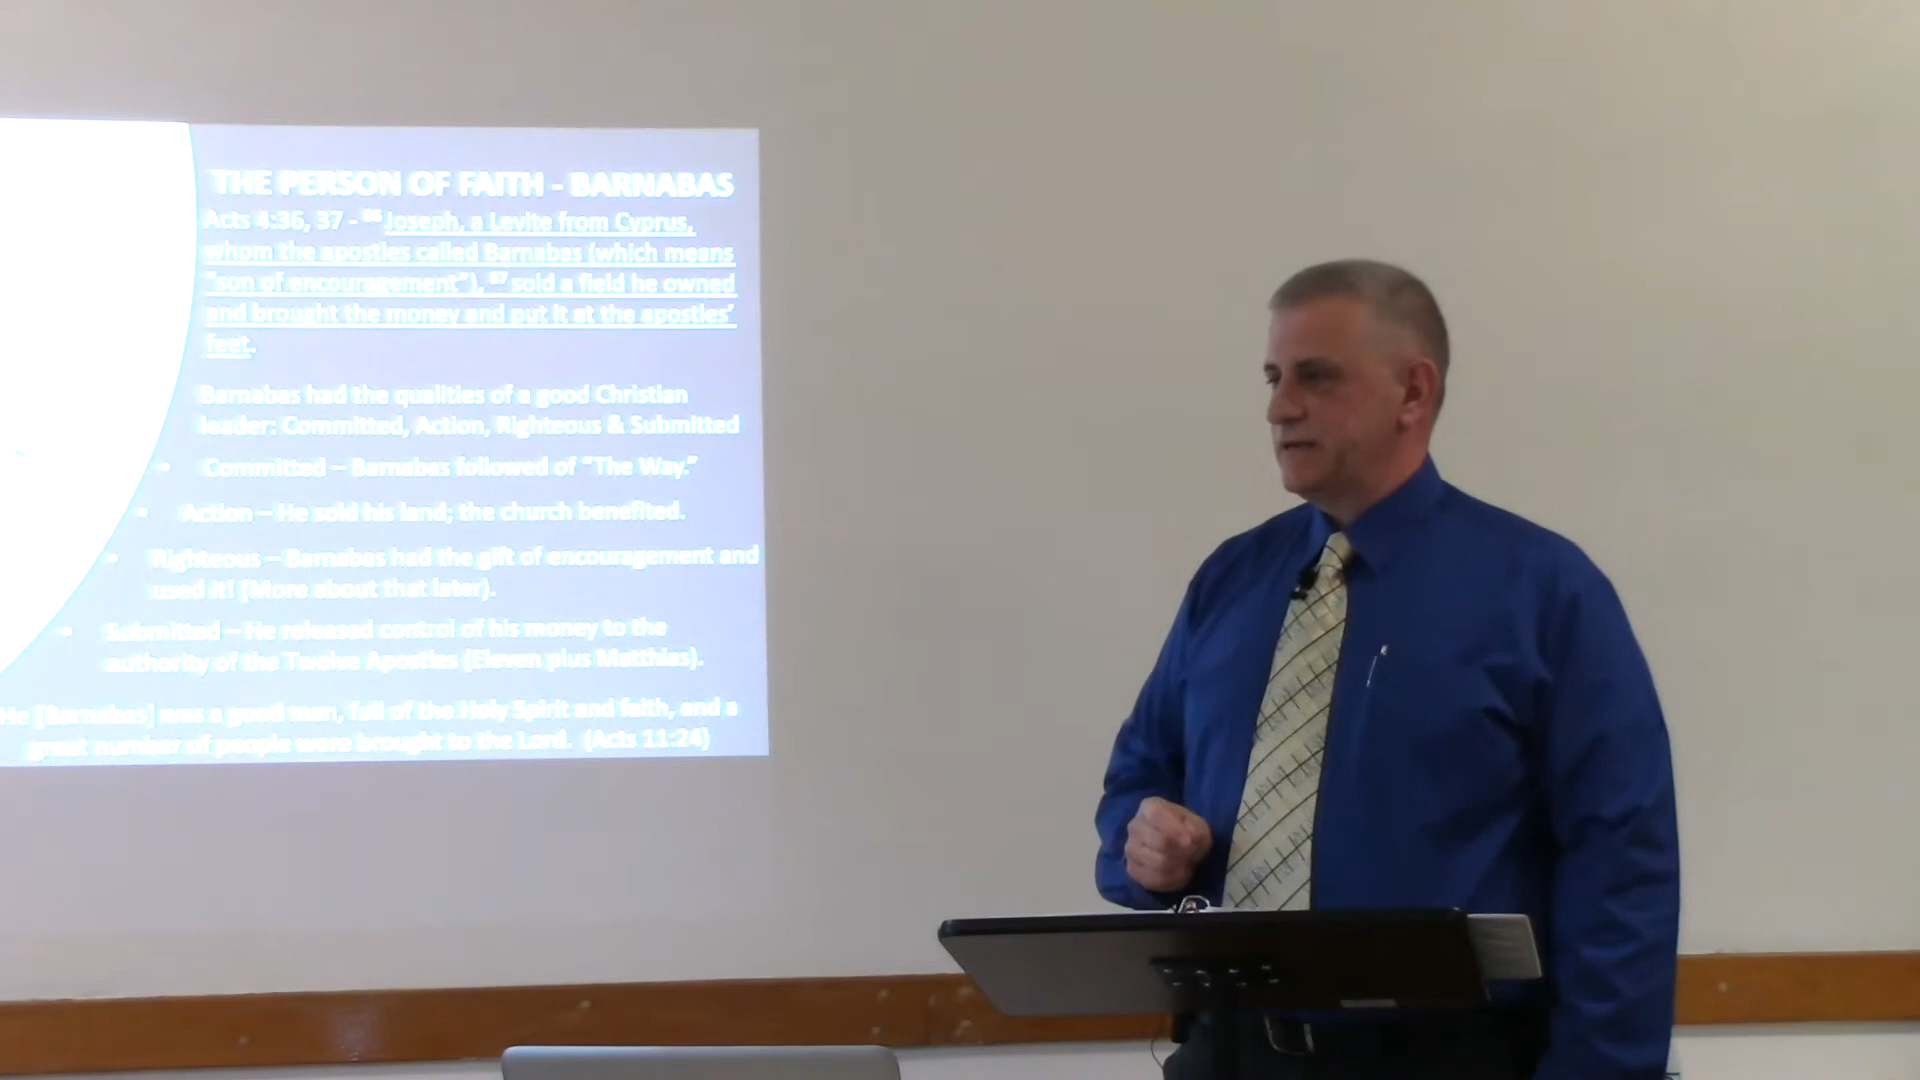 THE PERSON OF FAITH - BARNABAS
Acts 4:36, 37 - 36 Joseph, a Levite from Cyprus,
whom the apostles called Barnabas (which means
"son of encouragement"), 37 sold a field he owned
and brought the money and put it at the apostles'
feet.
Barnabas had the qualities of a good Christian
leader: Committed, Action, Righteous & Submitted
• Committed – Barnabas followed of "The Way."
• Action – He sold his land; the church benefited.
• Righteous – Barnabas had the gift of encouragement and
used it! (More about that later).
• Submitted – He released control of his money to the
authority of the Twelve Apostles [Eleven plus Matthias).
He [Barnabas] was a good man, full of the Holy Spirit and faith, and a
great number of people were brought to the Lord. (Acts 11:24)